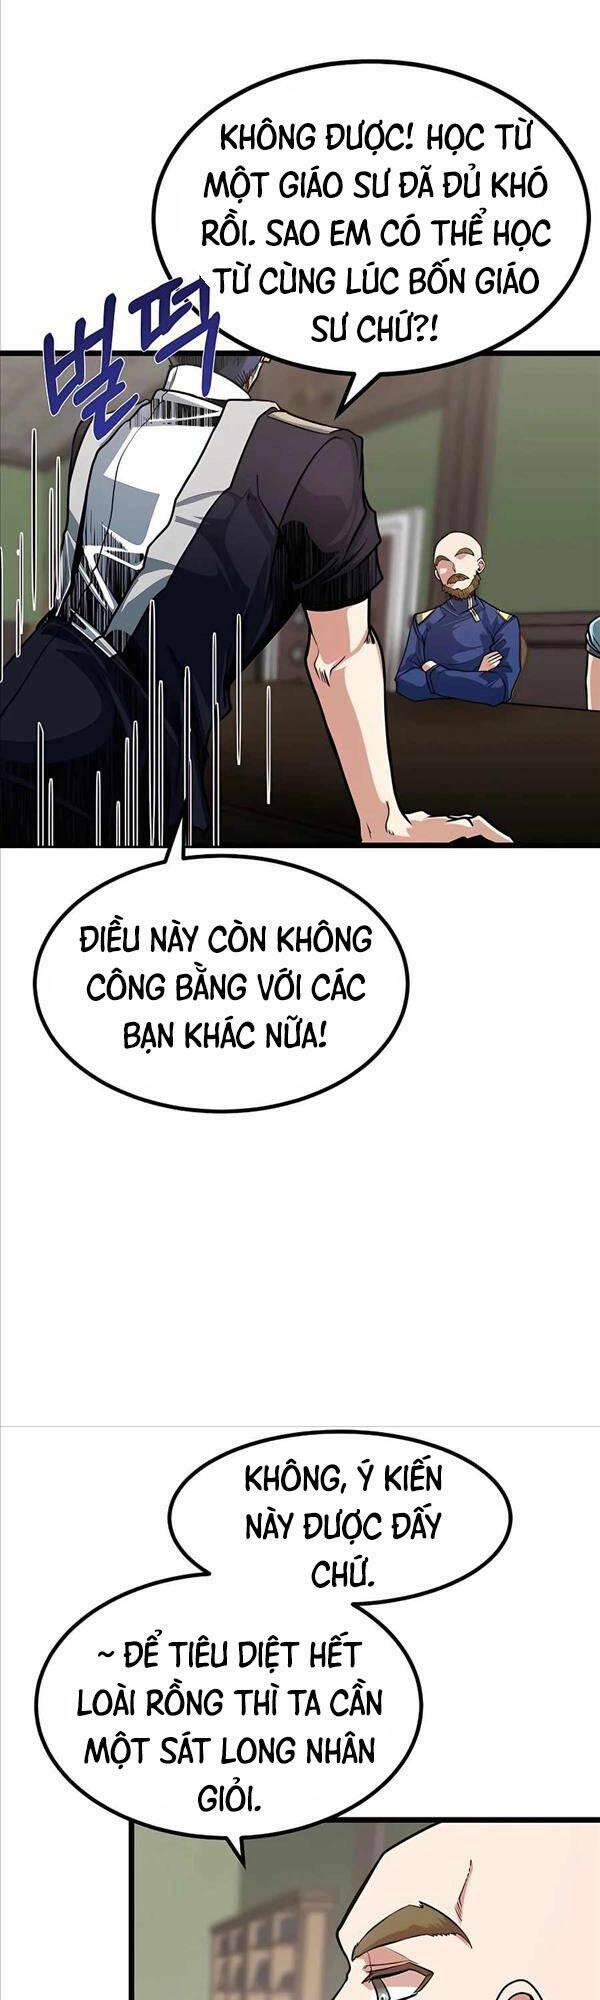 KHÔNG ĐƯỢC! HỌC TỪ
MỘT GIÁO SƯ ĐÃ ĐỦ KHÓ
RỒI. SAO EM CÓ THỂ HỌC
TỪ CÙNG LÚC BỐN GIÁO
SƯ CHỨ?!
벌떡
ĐIỀU NÀY CÒN KHÔNG
CÔNG BẰNG VỚI CÁC
BẠN KHÁC NỮA!
KHÔNG, Ý KIẾN
NÀY ĐƯỢC ĐẤY
CHỨ.
~ ĐỂ TIÊU DIỆT HẾT
LOÀI RỒNG THÌ TA CẦN
MỘT SÁT LONG NHÂN
GIỎI.